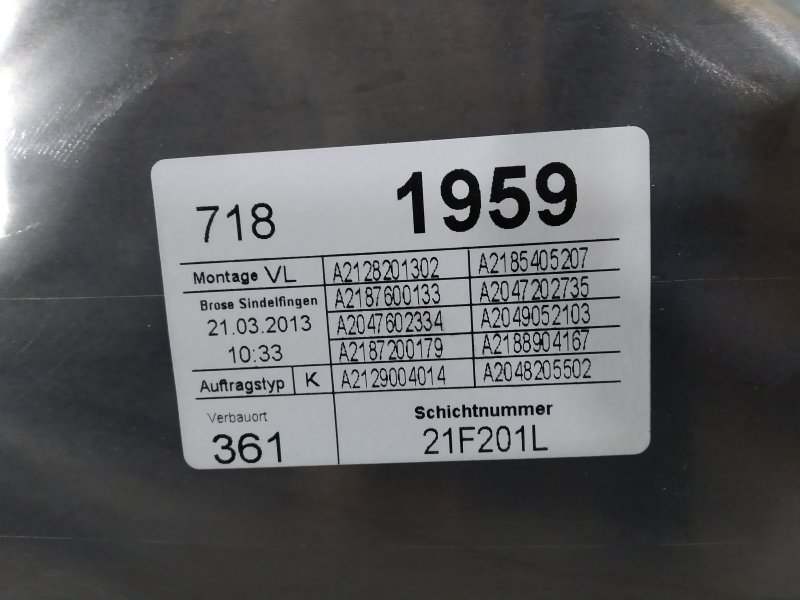 718 1959
Montage VL A2128201302 A2185405207
Brose Sindelfingen A2187600133 A2047202735
21.03.2013 A2047602334 A2049052103
10:33 A2187200179 A2188904167
Auftragstyp K A2129004014 A2048205502
Verbauort Schichtnummer
361 21F201L